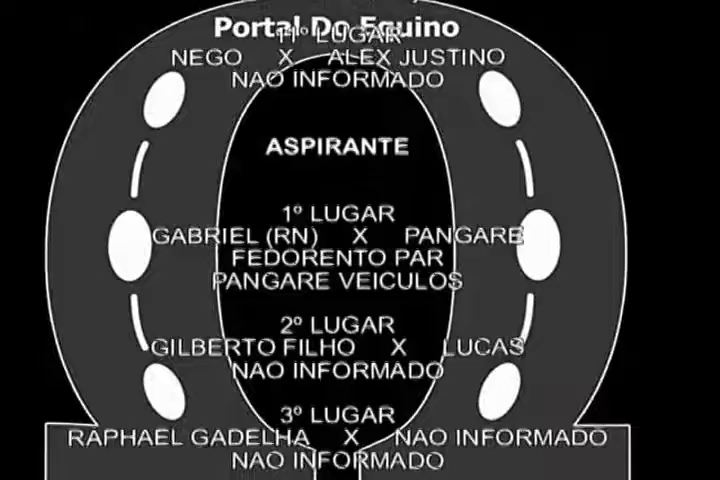 Portal Do Equino
11º LUGAR
NEGO X ALEX JUSTINO
NAO INFORMADO
ASPIRANTE
1º LUGAR
GABRIEL (RN) X PANGARE
FEDORENTO PAR
PANGARE VEICULOS
2º LUGAR
GILBERTO FILHO X LUCAS
NAO INFORMADO
3º LUGAR
RAPHAEL GADELHA X NAO INFORMADO
NAO INFORMADO